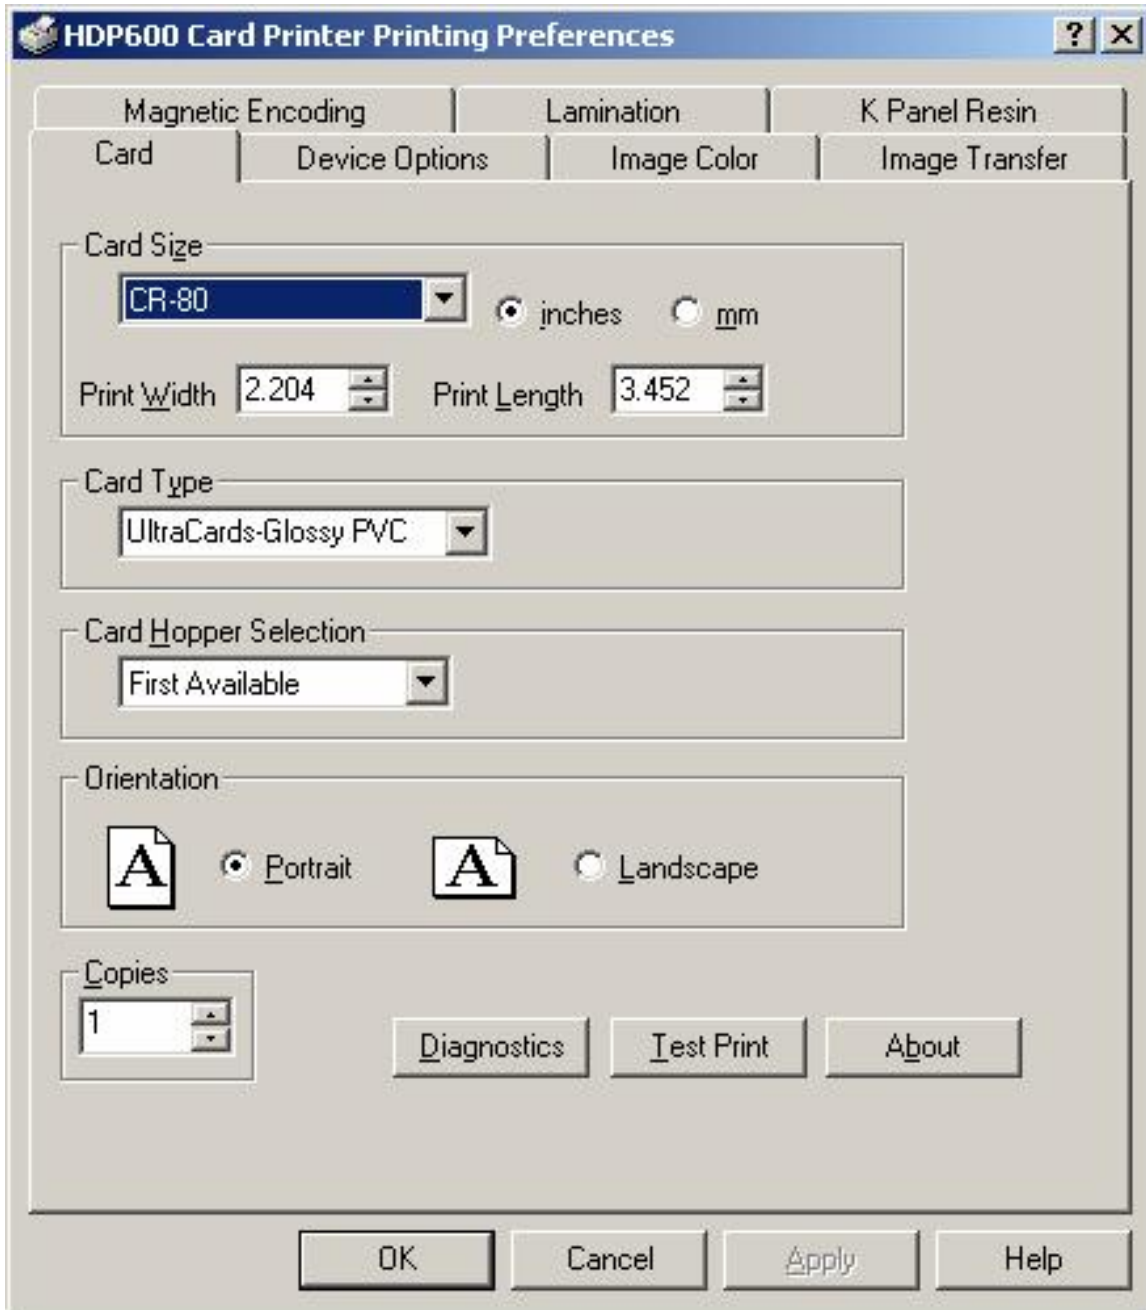 HDP600 Card Printer Printing Preferences
Magnetic Encoding Lamination K Panel Resin
Card Device Options Image Color Image Transfer
Card Size
CR-80 inches mm
Print Width 2.204 Print Length 3.452
Card Type
UltraCards-Glossy PVC
Card Hopper Selection
First Available
Orientation
A Portrait A Landscape
Copies
1
Diagnostics Test Print About
OK Cancel Apply Help